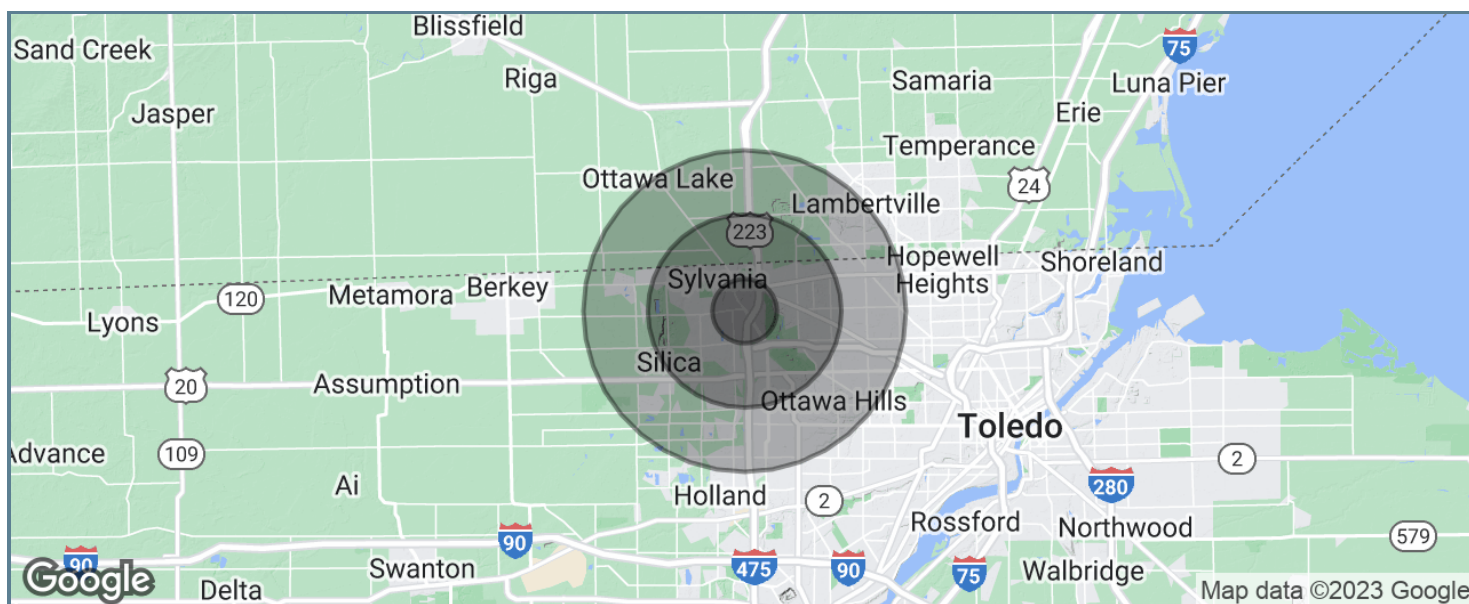 Blissfield
Sand Creek
75
Riga
Samaria
Luna Pier
Jasper
Erie
Temperance
Ottawa Lake
24
Lambertville
223
Hopewell
Heights
Shoreland
Sylvania
Berkey
Metamora
120
Lyons
Silica
20
Assumption
Ottawa Hills
Toledo
Advance
109
2
Ai
280
Holland
2
Rossford
Northwood
579
90
90
475
90
75
Swanton
Walbridge
Google
Delta
Map data ©2023 Google